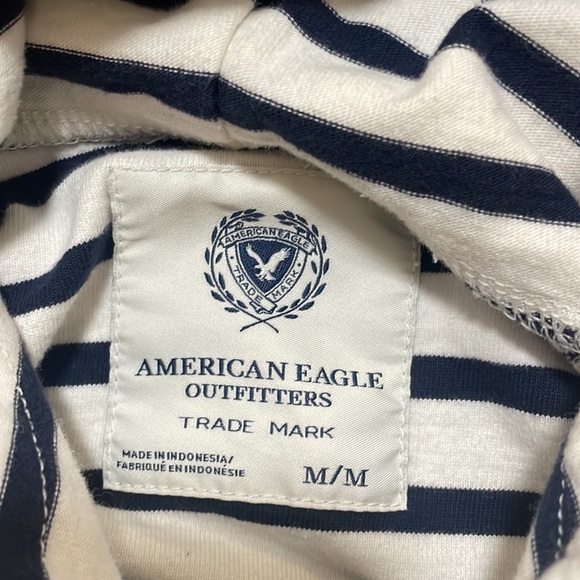 AMERICAN EAGLE
TRADE MARK
AMERICAN EAGLE
OUTFITTERS
TRADE MARK
MADE IN INDONESIA/
FABRIQUÉ EN INDONÉSIE
M/M